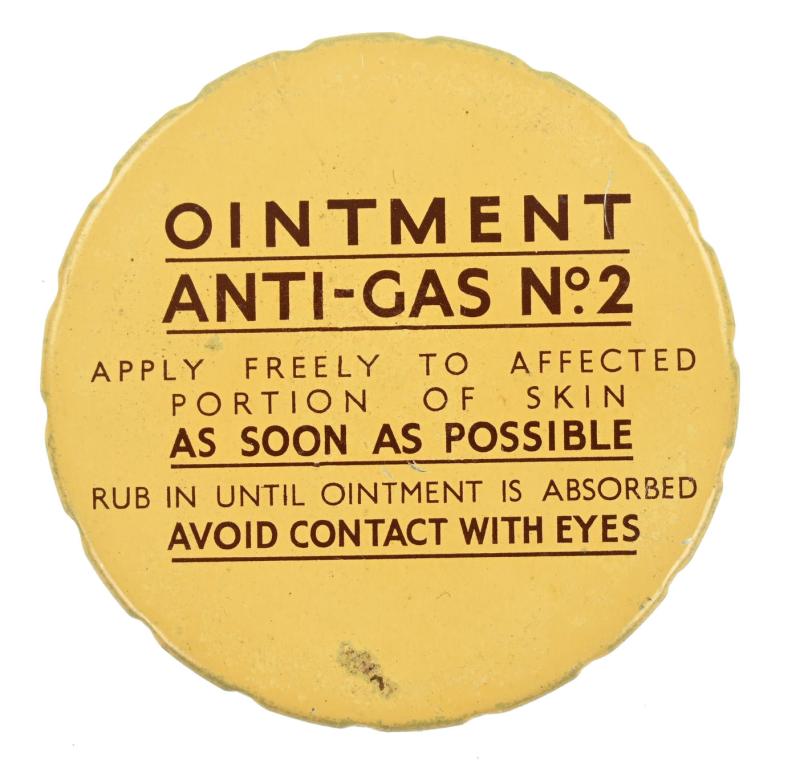 OINTMENT
ANTI-GAS Nº.2
APPLY FREELY TO AFFECTED
PORTION OF SKIN
AS SOON AS POSSIBLE
RUB IN UNTIL OINTMENT IS ABSORBED
AVOID CONTACT WITH EYES